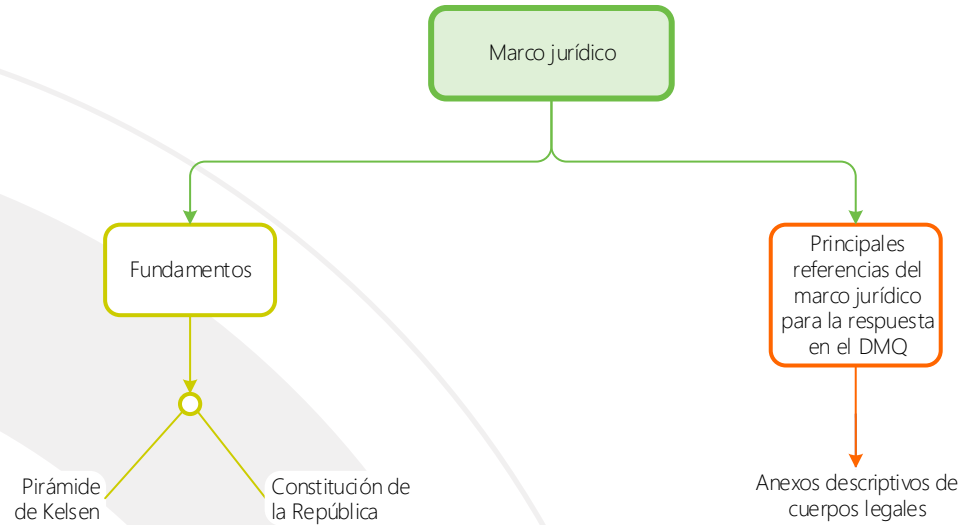 Marco jurídico
Fundamentos
Principales
referencias del
marco jurídico
para la respuesta
en el DMQ
Pirámide
de Kelsen
Constitución de
la República
Anexos descriptivos de
cuerpos legales